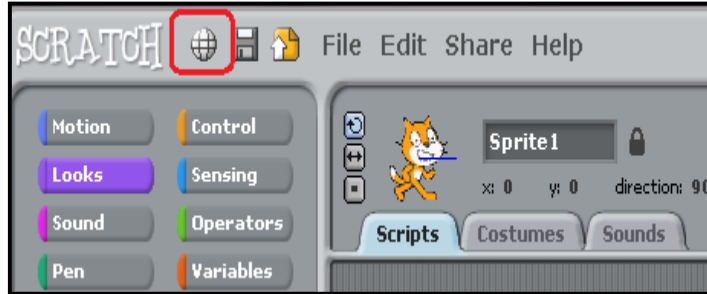 SCRATCH File Edit Share Help
Motion Control
Looks Sensing
Sound Operators
Pen Variables
Sprite1
x: 0 y: 0 direction: 90
Scripts Costumes Sounds